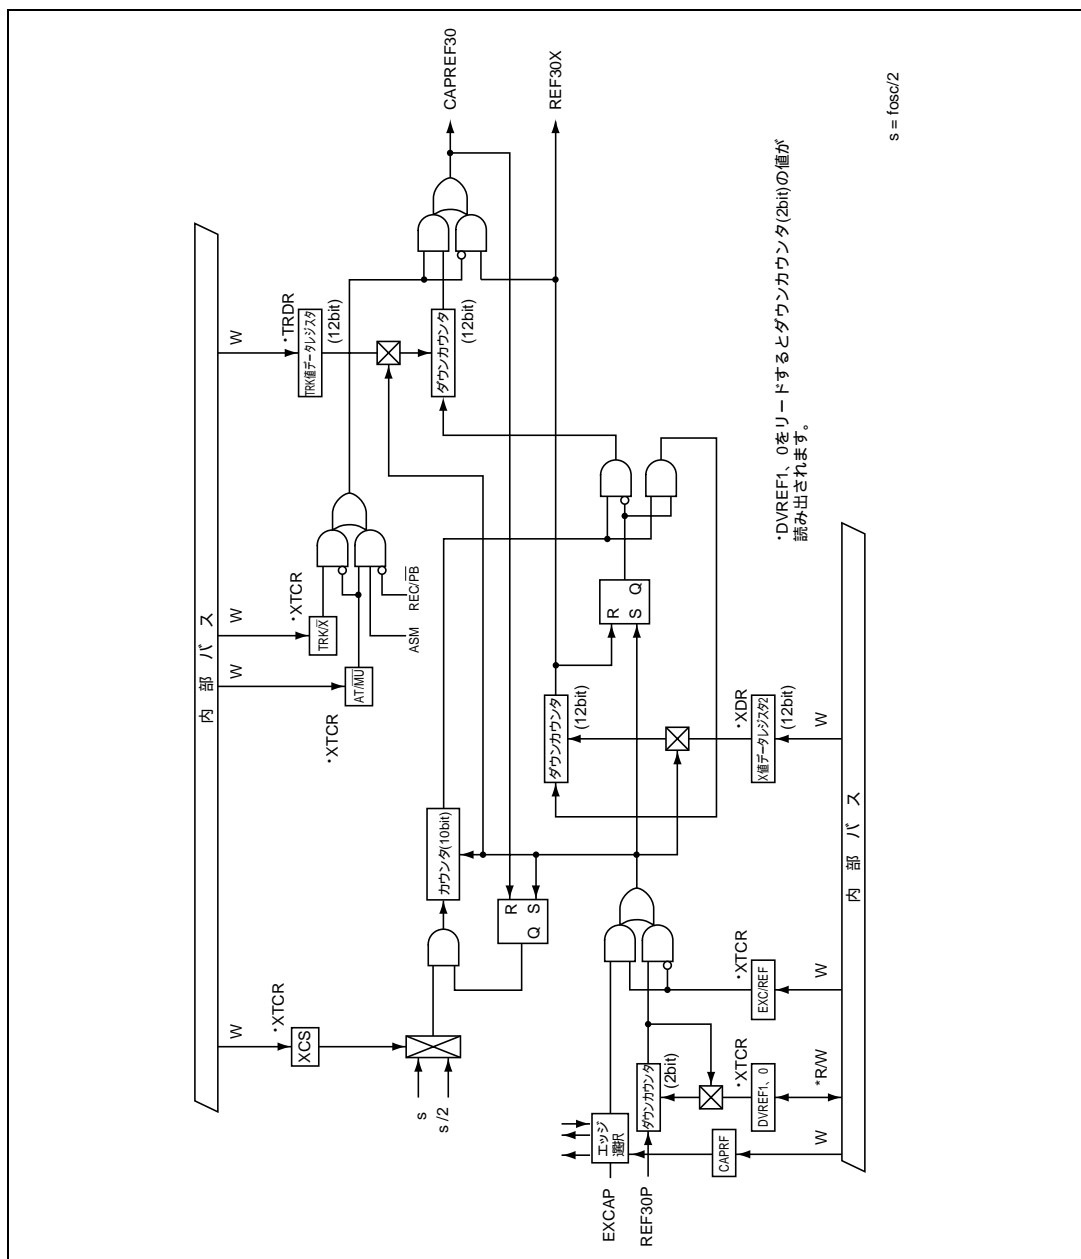 CAPREF30
REF30X
s = fosc/2
・DVREF1、0をリードするとダウンカウンタ(2bit)の値が
読み出されます。
内部バス
W
・TRDR
TRK値データレジスタ
(12bit)
ダウンカウンタ
(12bit)
W
・XTCR
TRK/X
W
AT/MU
・XTCR
ASM
REC/PB
R
S
Q
ダウンカウンタ
(12bit)
・XDR
X値データレジスタ2
(12bit)
W
カウンタ(10bit)
R
S
Q
W
・XTCR
XCS
s
s/2
内部バス
・XTCR
EXC/REF
W
ダウンカウンタ
(2bit)
・XTCR
DVREF1、0
*R/W
エッジ
選択
CAPRF
W
EXCAP
REF30P